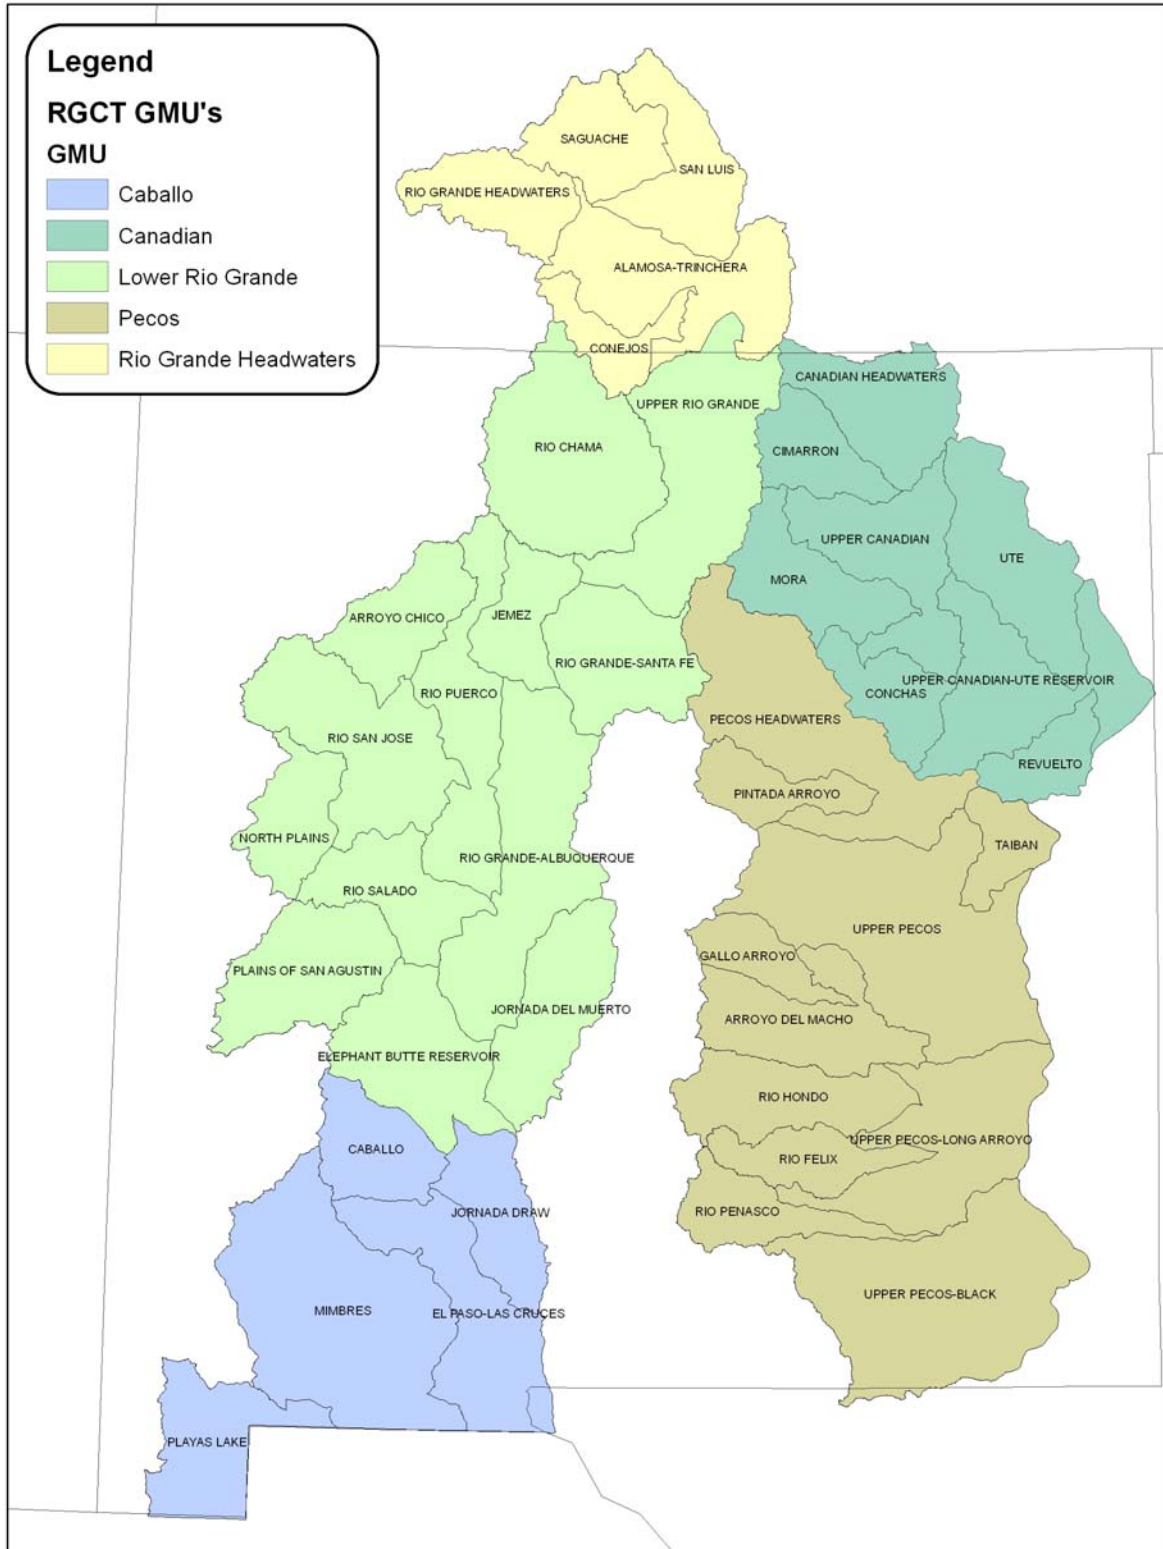 Legend
RGCT GMU's
GMU
Caballo
Canadian
Lower Rio Grande
Pecos
Rio Grande Headwaters
SAGUACHE
SAN LUIS
RIO GRANDE HEADWATERS
ALAMOSA-TRINCHERA
CONEJOS
CANADIAN HEADWATERS
UPPER RIO GRANDE
RIO CHAMA
CIMARRON
UPPER CANADIAN
UTE
MORA
ARROYO CHICO
JEMEZ
RIO GRANDE-SANTA FE
UPPER CANADIAN-UTE RESERVOIR
RIO PUERCO
CONCHAS
PECOS HEADWATERS
RIO SAN JOSE
REVUELTO
PINTADA ARROYO
NORTH PLAINS
TAIBAN
RIO GRANDE-ALBUQUERQUE
RIO SALADO
UPPER PECOS
GALLO ARROYO
PLAINS OF SAN AGUSTIN
JORNADA DEL MUERTO
ARROYO DEL MACHO
ELEPHANT BUTTE RESERVOIR
RIO HONDO
UPPER PECOS-LONG ARROYO
CABALLO
RIO FELIX
JORNADA DRAW
RIO PENASCO
UPPER PECOS-BLACK
MIMBRES
EL PASO-LAS CRUCES
PLAYAS LAKE